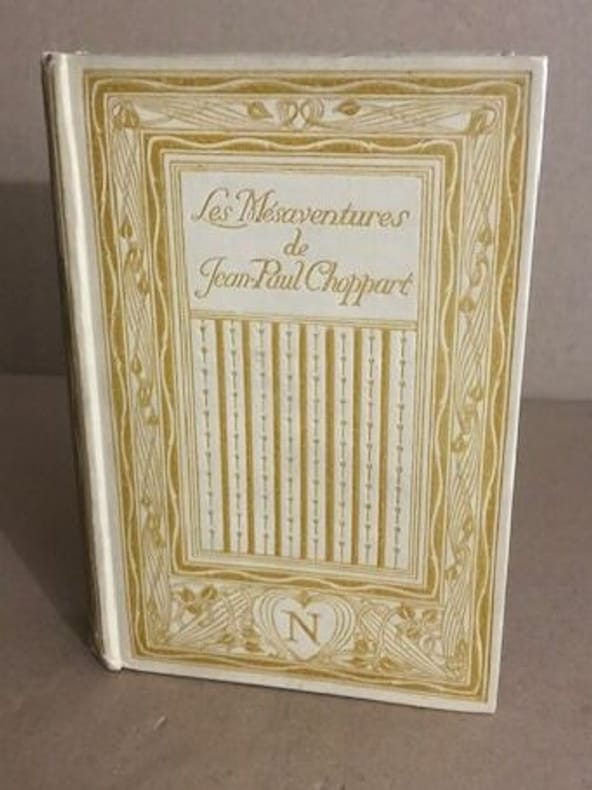 Les Mésaventures
de
Jean-Paul Choppart
N